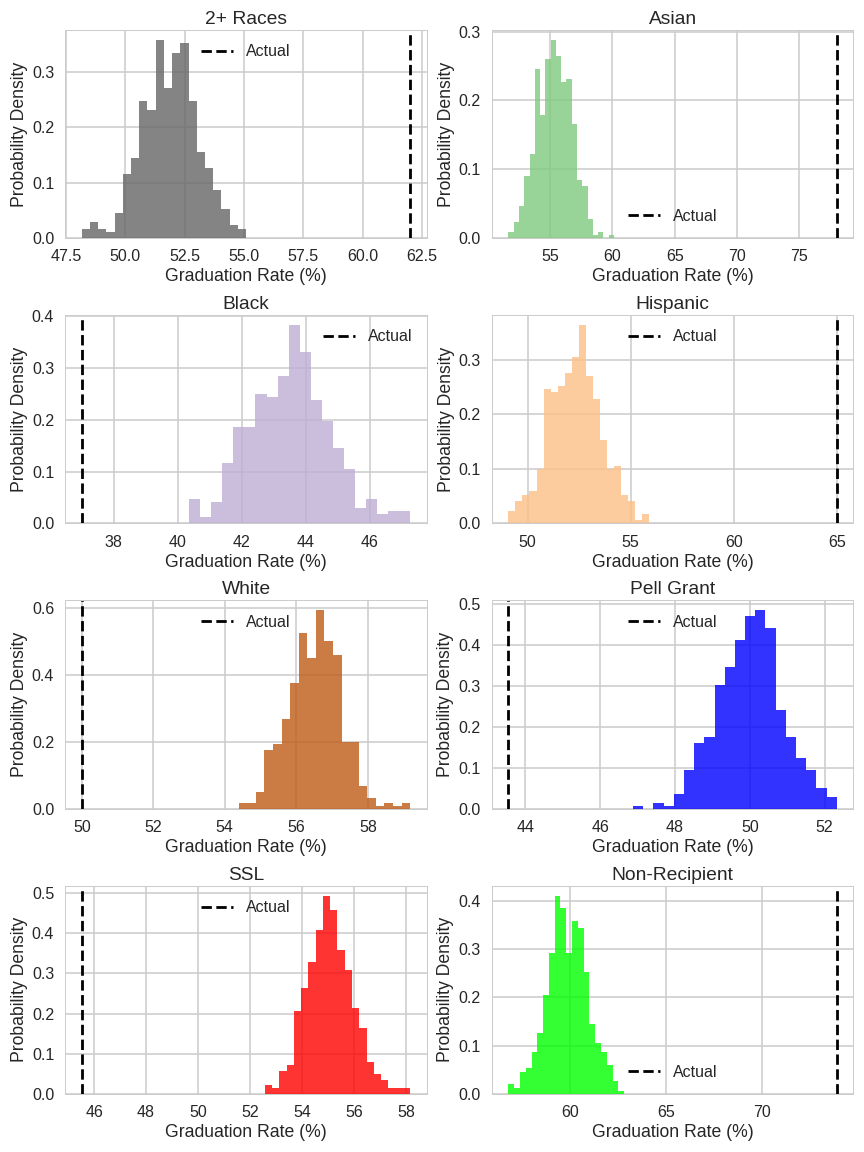 2+ Races
Probability Density
0.3
0.2
0.1
0.0
Actual
47.5 50.0 52.5 55.0 57.5 60.0 62.5
Graduation Rate (%)
Asian
Probability Density
0.3
0.2
0.1
0.0
Actual
55 60 65 70 75
Graduation Rate (%)
Black
Probability Density
0.4
0.3
0.2
0.1
0.0
Actual
38 40 42 44 46
Graduation Rate (%)
Hispanic
Probability Density
0.3
0.2
0.1
0.0
Actual
50 55 60 65
Graduation Rate (%)
White
Probability Density
0.6
0.4
0.2
0.0
Actual
50 52 54 56 58
Graduation Rate (%)
Pell Grant
Probability Density
0.5
0.4
0.3
0.2
0.1
0.0
Actual
44 46 48 50 52
Graduation Rate (%)
SSL
Probability Density
0.5
0.4
0.3
0.2
0.1
0.0
Actual
46 48 50 52 54 56 58
Graduation Rate (%)
Non-Recipient
Probability Density
0.4
0.3
0.2
0.1
0.0
Actual
60 65 70
Graduation Rate (%)